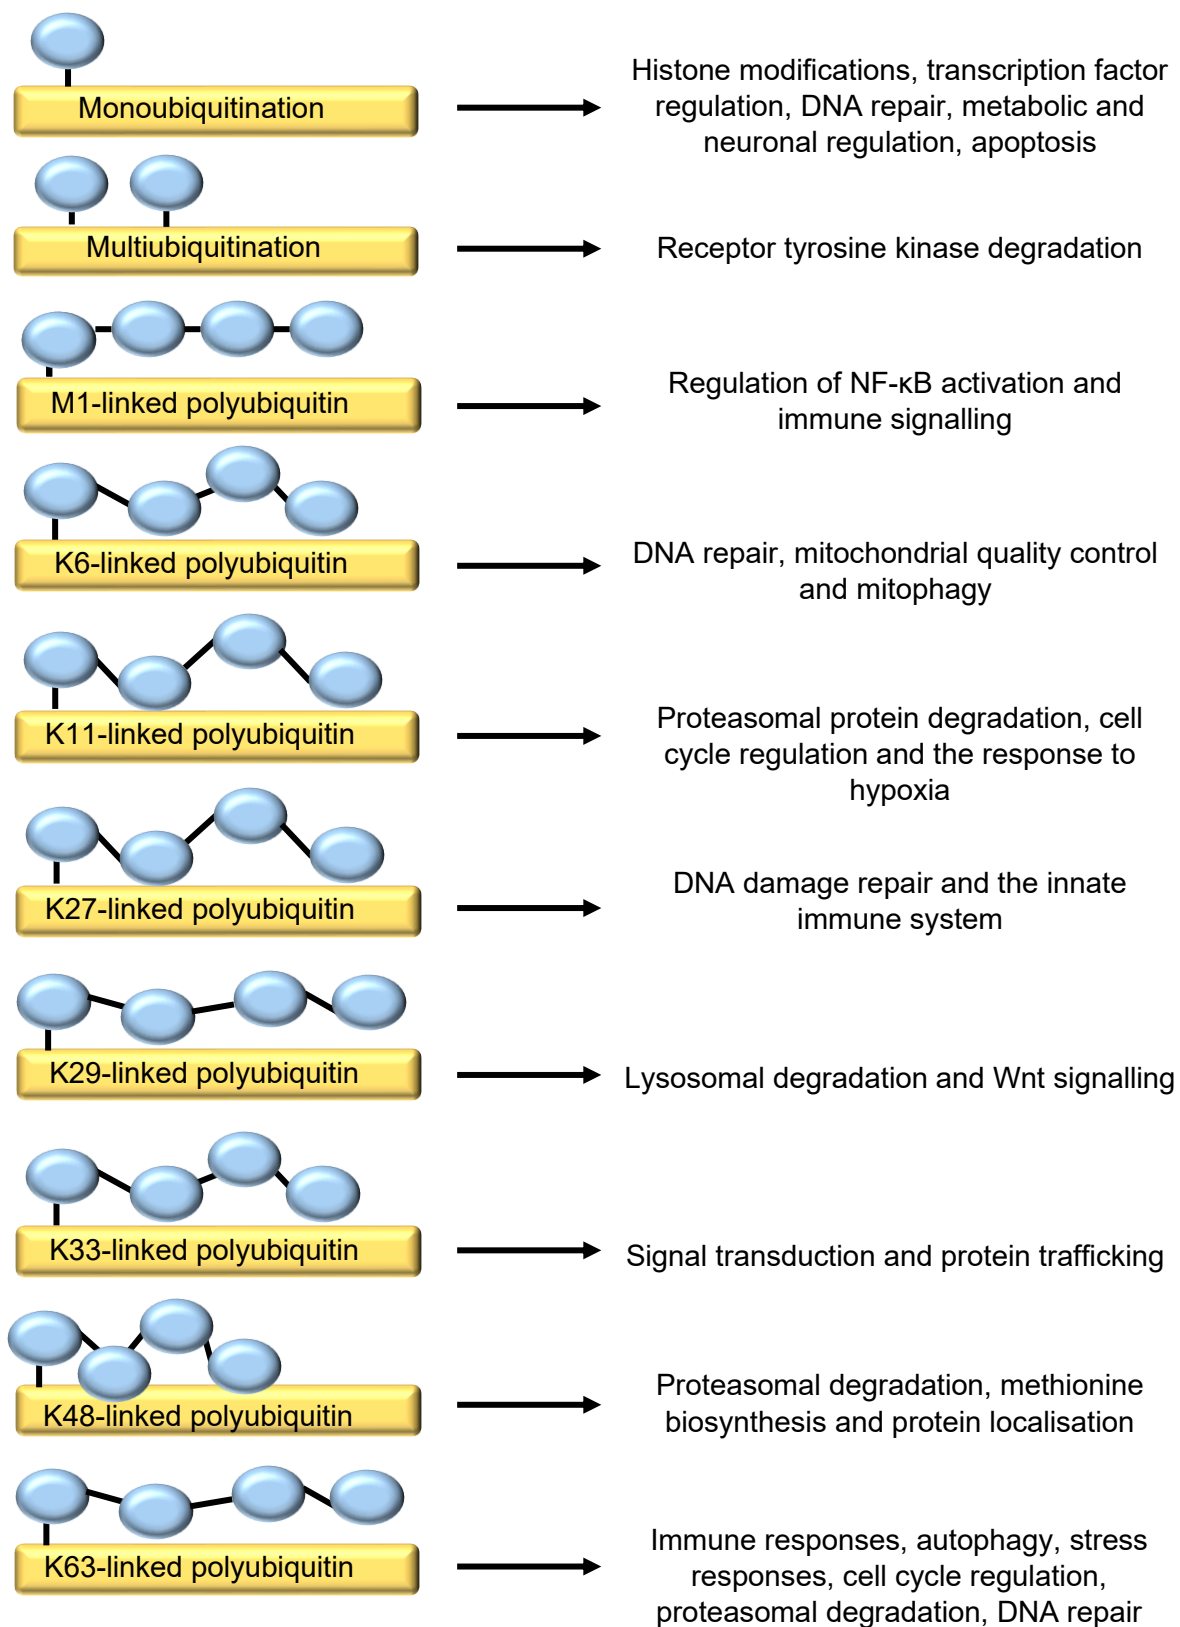 Monoubiquitination
Histone modifications, transcription factor
regulation, DNA repair, metabolic and
neuronal regulation, apoptosis
Multiubiquitination
Receptor tyrosine kinase degradation
M1-linked polyubiquitin
Regulation of NF-κB activation and
immune signalling
K6-linked polyubiquitin
DNA repair, mitochondrial quality control
and mitophagy
K11-linked polyubiquitin
Proteasomal protein degradation, cell
cycle regulation and the response to
hypoxia
K27-linked polyubiquitin
DNA damage repair and the innate
immune system
K29-linked polyubiquitin
Lysosomal degradation and Wnt signalling
K33-linked polyubiquitin
Signal transduction and protein trafficking
K48-linked polyubiquitin
Proteasomal degradation, methionine
biosynthesis and protein localisation
K63-linked polyubiquitin
Immune responses, autophagy, stress
responses, cell cycle regulation,
proteasomal degradation, DNA repair